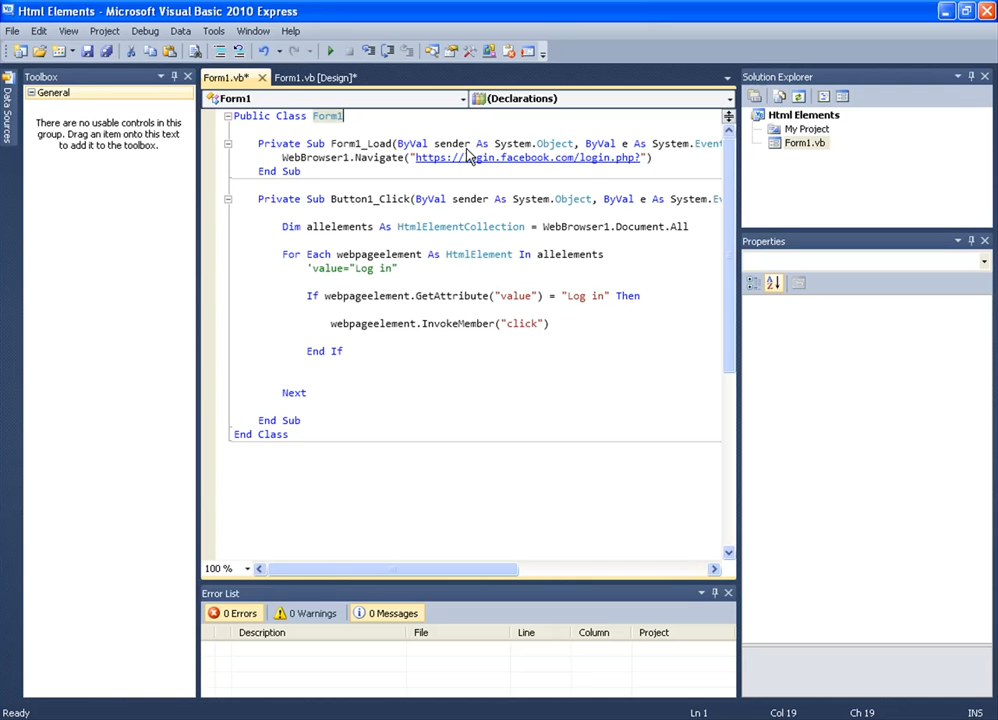 Html Elements - Microsoft Visual Basic 2010 Express
File Edit View Project Debug Data Tools Window Help
Toolbox
General
There are no usable controls in this
group. Drag an item onto this text
to add it to the toolbox.
Data Sources
Form1.vb*
Form1.vb [Design]*
Form1
(Declarations)
Public Class Form1
Private Sub Form1_Load(ByVal sender As System.Object, ByVal e As System.Event
WebBrowser1.Navigate("https://login.facebook.com/login.php?")
End Sub
Private Sub Button1_Click(ByVal sender As System.Object, ByVal e As System.Ev
Dim allelements As HtmlElementCollection = WebBrowser1.Document.All
For Each webpageelement As HtmlElement In allelements
'value="Log in"
If webpageelement.GetAttribute("value") = "Log in" Then
webpageelement.InvokeMember("click")
End If
Next
End Sub
End Class
100 %
Error List
0 Errors
0 Warnings
0 Messages
Description File Line Column Project
Solution Explorer
Html Elements
My Project
Form1.vb
Properties
Ready
Ln 1
Col 19
Ch 19
INS